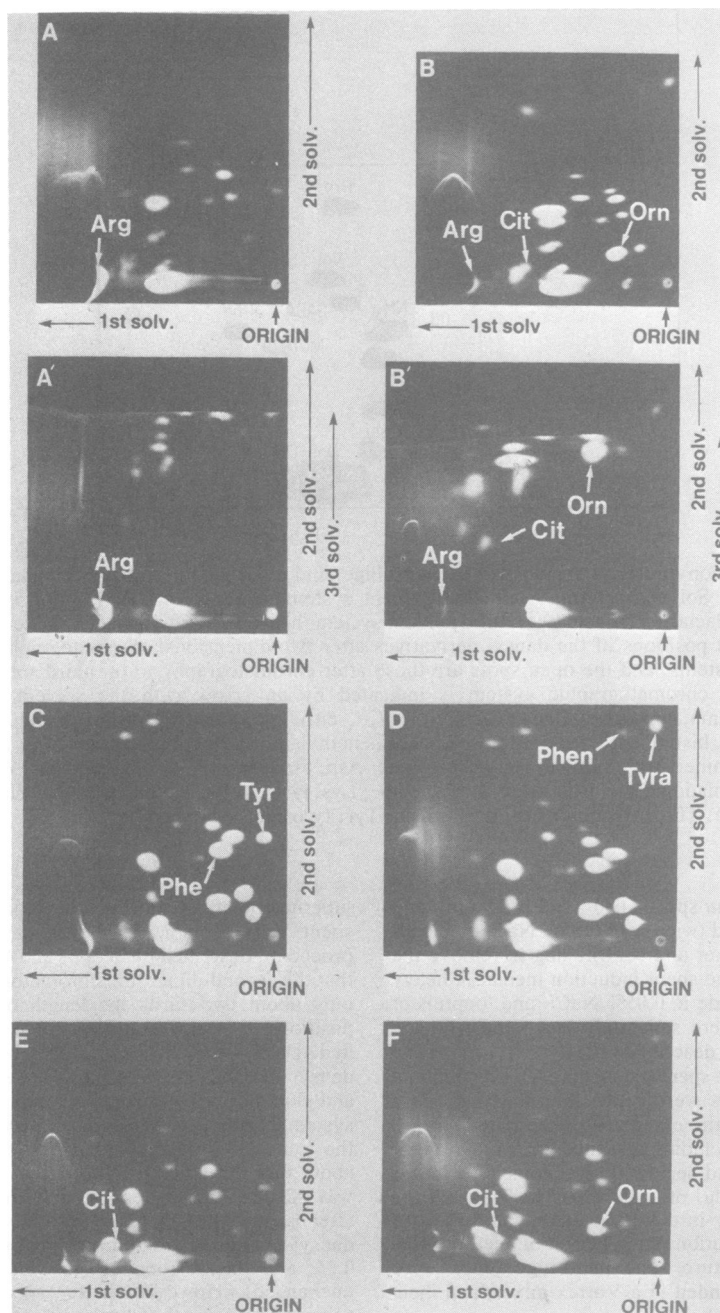 A
Arg
2nd solv.
1st solv.
ORIGIN
B
Arg
Cit
Orn
2nd solv.
1st solv
ORIGIN
A′
Arg
2nd solv.
3rd solv.
1st solv.
ORIGIN
B′
Arg
Cit
Orn
2nd solv.
3rd solv
1st solv.
ORIGIN
C
Phe
Tyr
2nd solv.
1st solv.
ORIGIN
D
Phen
Tyra
2nd solv.
1st solv.
ORIGIN
E
Cit
2nd solv.
1st solv.
ORIGIN
F
Cit
Orn
2nd solv.
1st solv.
ORIGIN